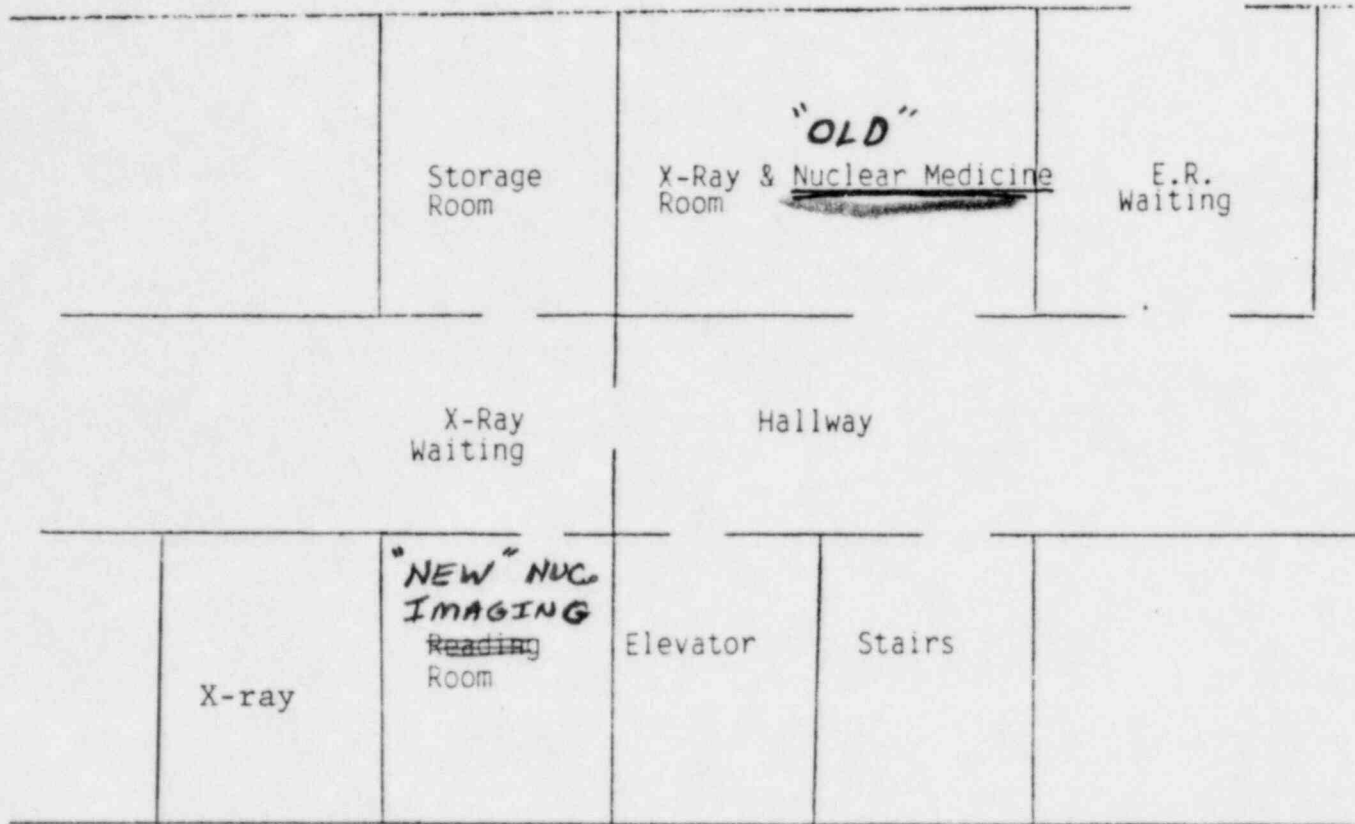 Storage
Room
"OLD"
X-Ray & Nuclear Medicine
Room
E.R.
Waiting
X-Ray
Waiting
Hallway
X-ray
"NEW" NUC.
IMAGING
Reading
Room
Elevator
Stairs